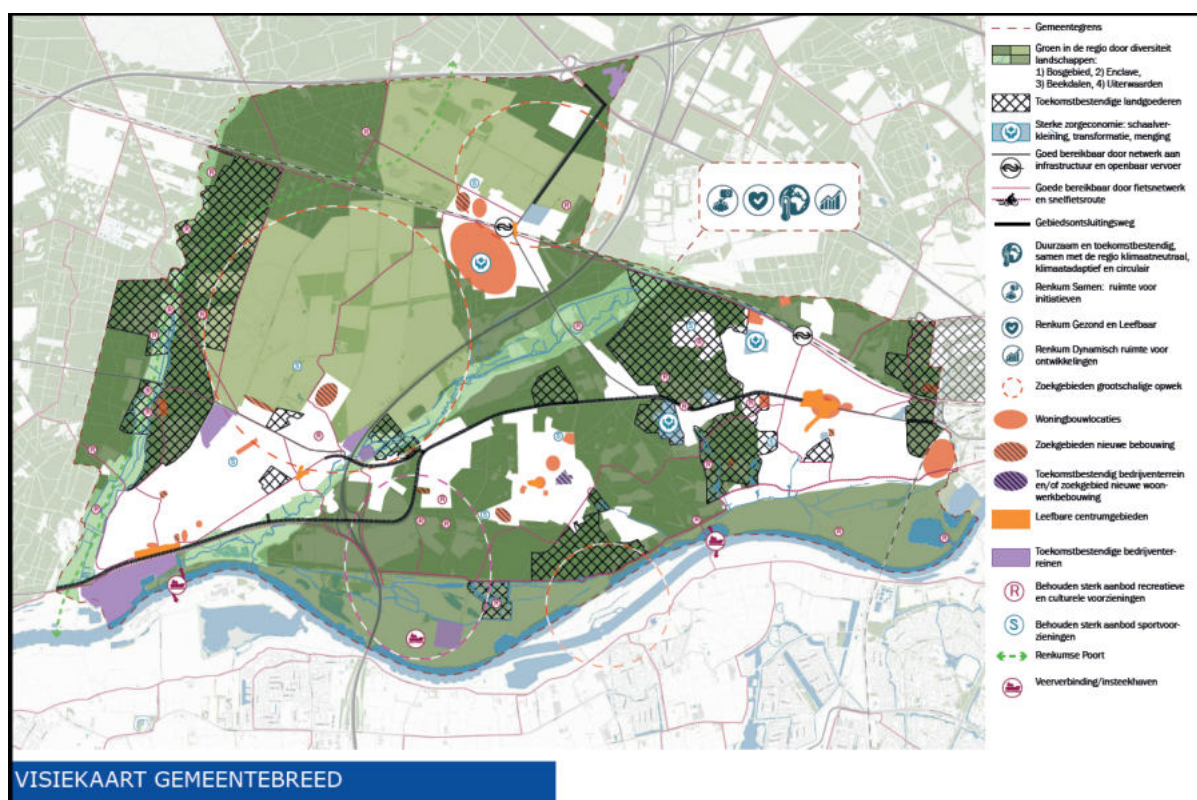 Gemeentegrens
Groen in de regio door diversiteit
landschappen:
1) Bosgebied, 2) Enclave,
3) Beekdalen, 4) Uiterwaarden
Toekomstbestendige landgoederen
Sterke zorgeconomie: schaalver-
kleining, transformatie, menging
Goed bereikbaar door netwerk aan
infrastructuur en openbaar vervoer
Goede bereikbaar door fietsnetwerk
en snelfietsroute
Gebiedsontsluitingsweg
Duurzaam en toekomstbestendig,
samen met de regio klimaatneutraal,
klimaatadaptief en circulair
Renkum Samen: ruimte voor
initiatieven
Renkum Gezond en Leefbaar
Renkum Dynamisch ruimte voor
ontwikkelingen
Zoekgebieden grootschalige opwek
Woningbouwlocaties
Zoekgebieden nieuwe bebouwing
Toekomstbestendig bedrijventerrein
en/of zoekgebied nieuwe woon-
werkbebouwing
Leefbare centrumgebieden
Toekomstbestendige bedrijventer-
reinen
R
Behouden sterk aanbod recreatieve
en culturele voorzieningen
S
Behouden sterk aanbod sportvoor-
zieningen
Renkumse Poort
Veerverbinding/insteekhaven
VISIEKAART GEMEENTEBREED